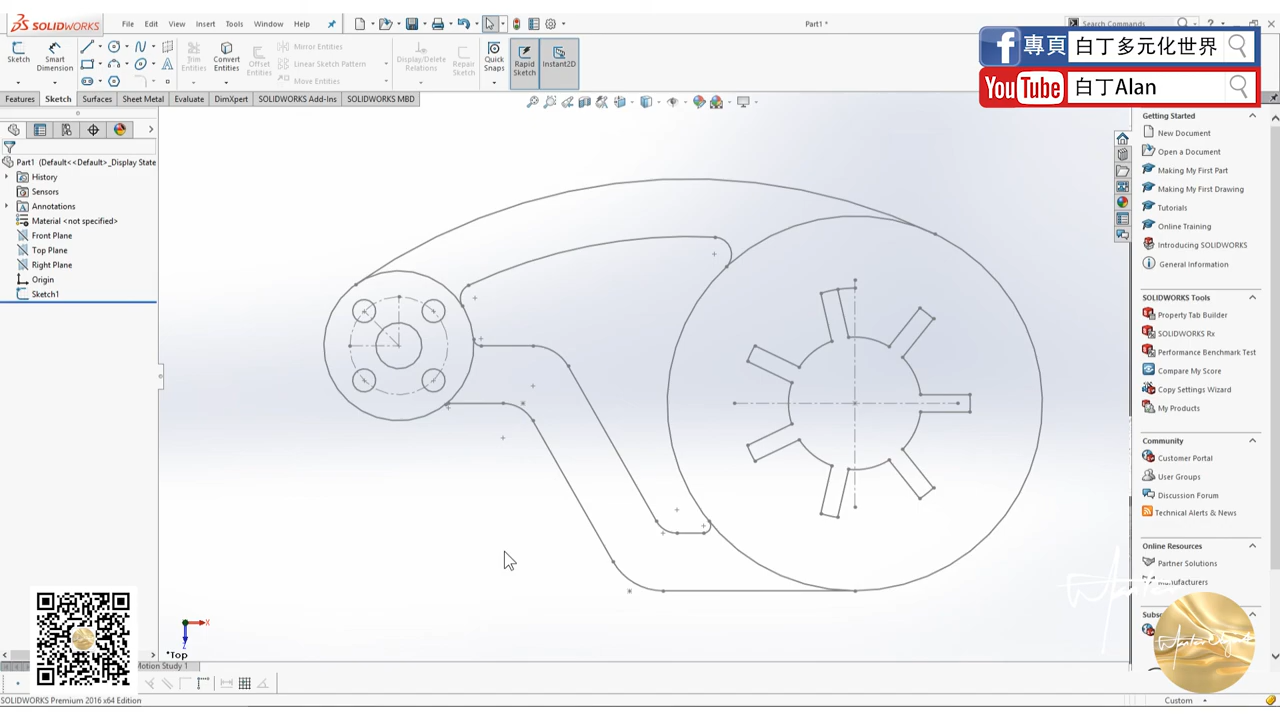 SOLIDWORKS
File Edit View Insert Tools Window Help
Part1 *
Search Commands
專頁 白丁多元化世界
YouTube 白丁Alan
Sketch
Smart Dimension
Trim Entities
Convert Entities
Offset Entities
Mirror Entities
Linear Sketch Pattern
Move Entities
Display/Delete Relations
Repair Sketch
Quick Snaps
Rapid Sketch
Instant2D
Features Sketch Surfaces Sheet Metal Evaluate DimXpert SOLIDWORKS Add-Ins SOLIDWORKS MBD
Part1 (Default<<Default>_Display State
History
Sensors
Annotations
Material <not specified>
Front Plane
Top Plane
Right Plane
Origin
Sketch1
Getting Started
New Document
Open a Document
Making My First Part
Making My First Drawing
Tutorials
Online Training
Introducing SOLIDWORKS
General Information
SOLIDWORKS Tools
Property Tab Builder
SOLIDWORKS Rx
Performance Benchmark Test
Compare My Score
Copy Settings Wizard
My Products
Community
Customer Portal
User Groups
Discussion Forum
Technical Alerts & News
Online Resources
Partner Solutions
Manufacturers
X
Z
*Top
Motion Study 1
SOLIDWORKS Premium 2016 x64 Edition
Custom